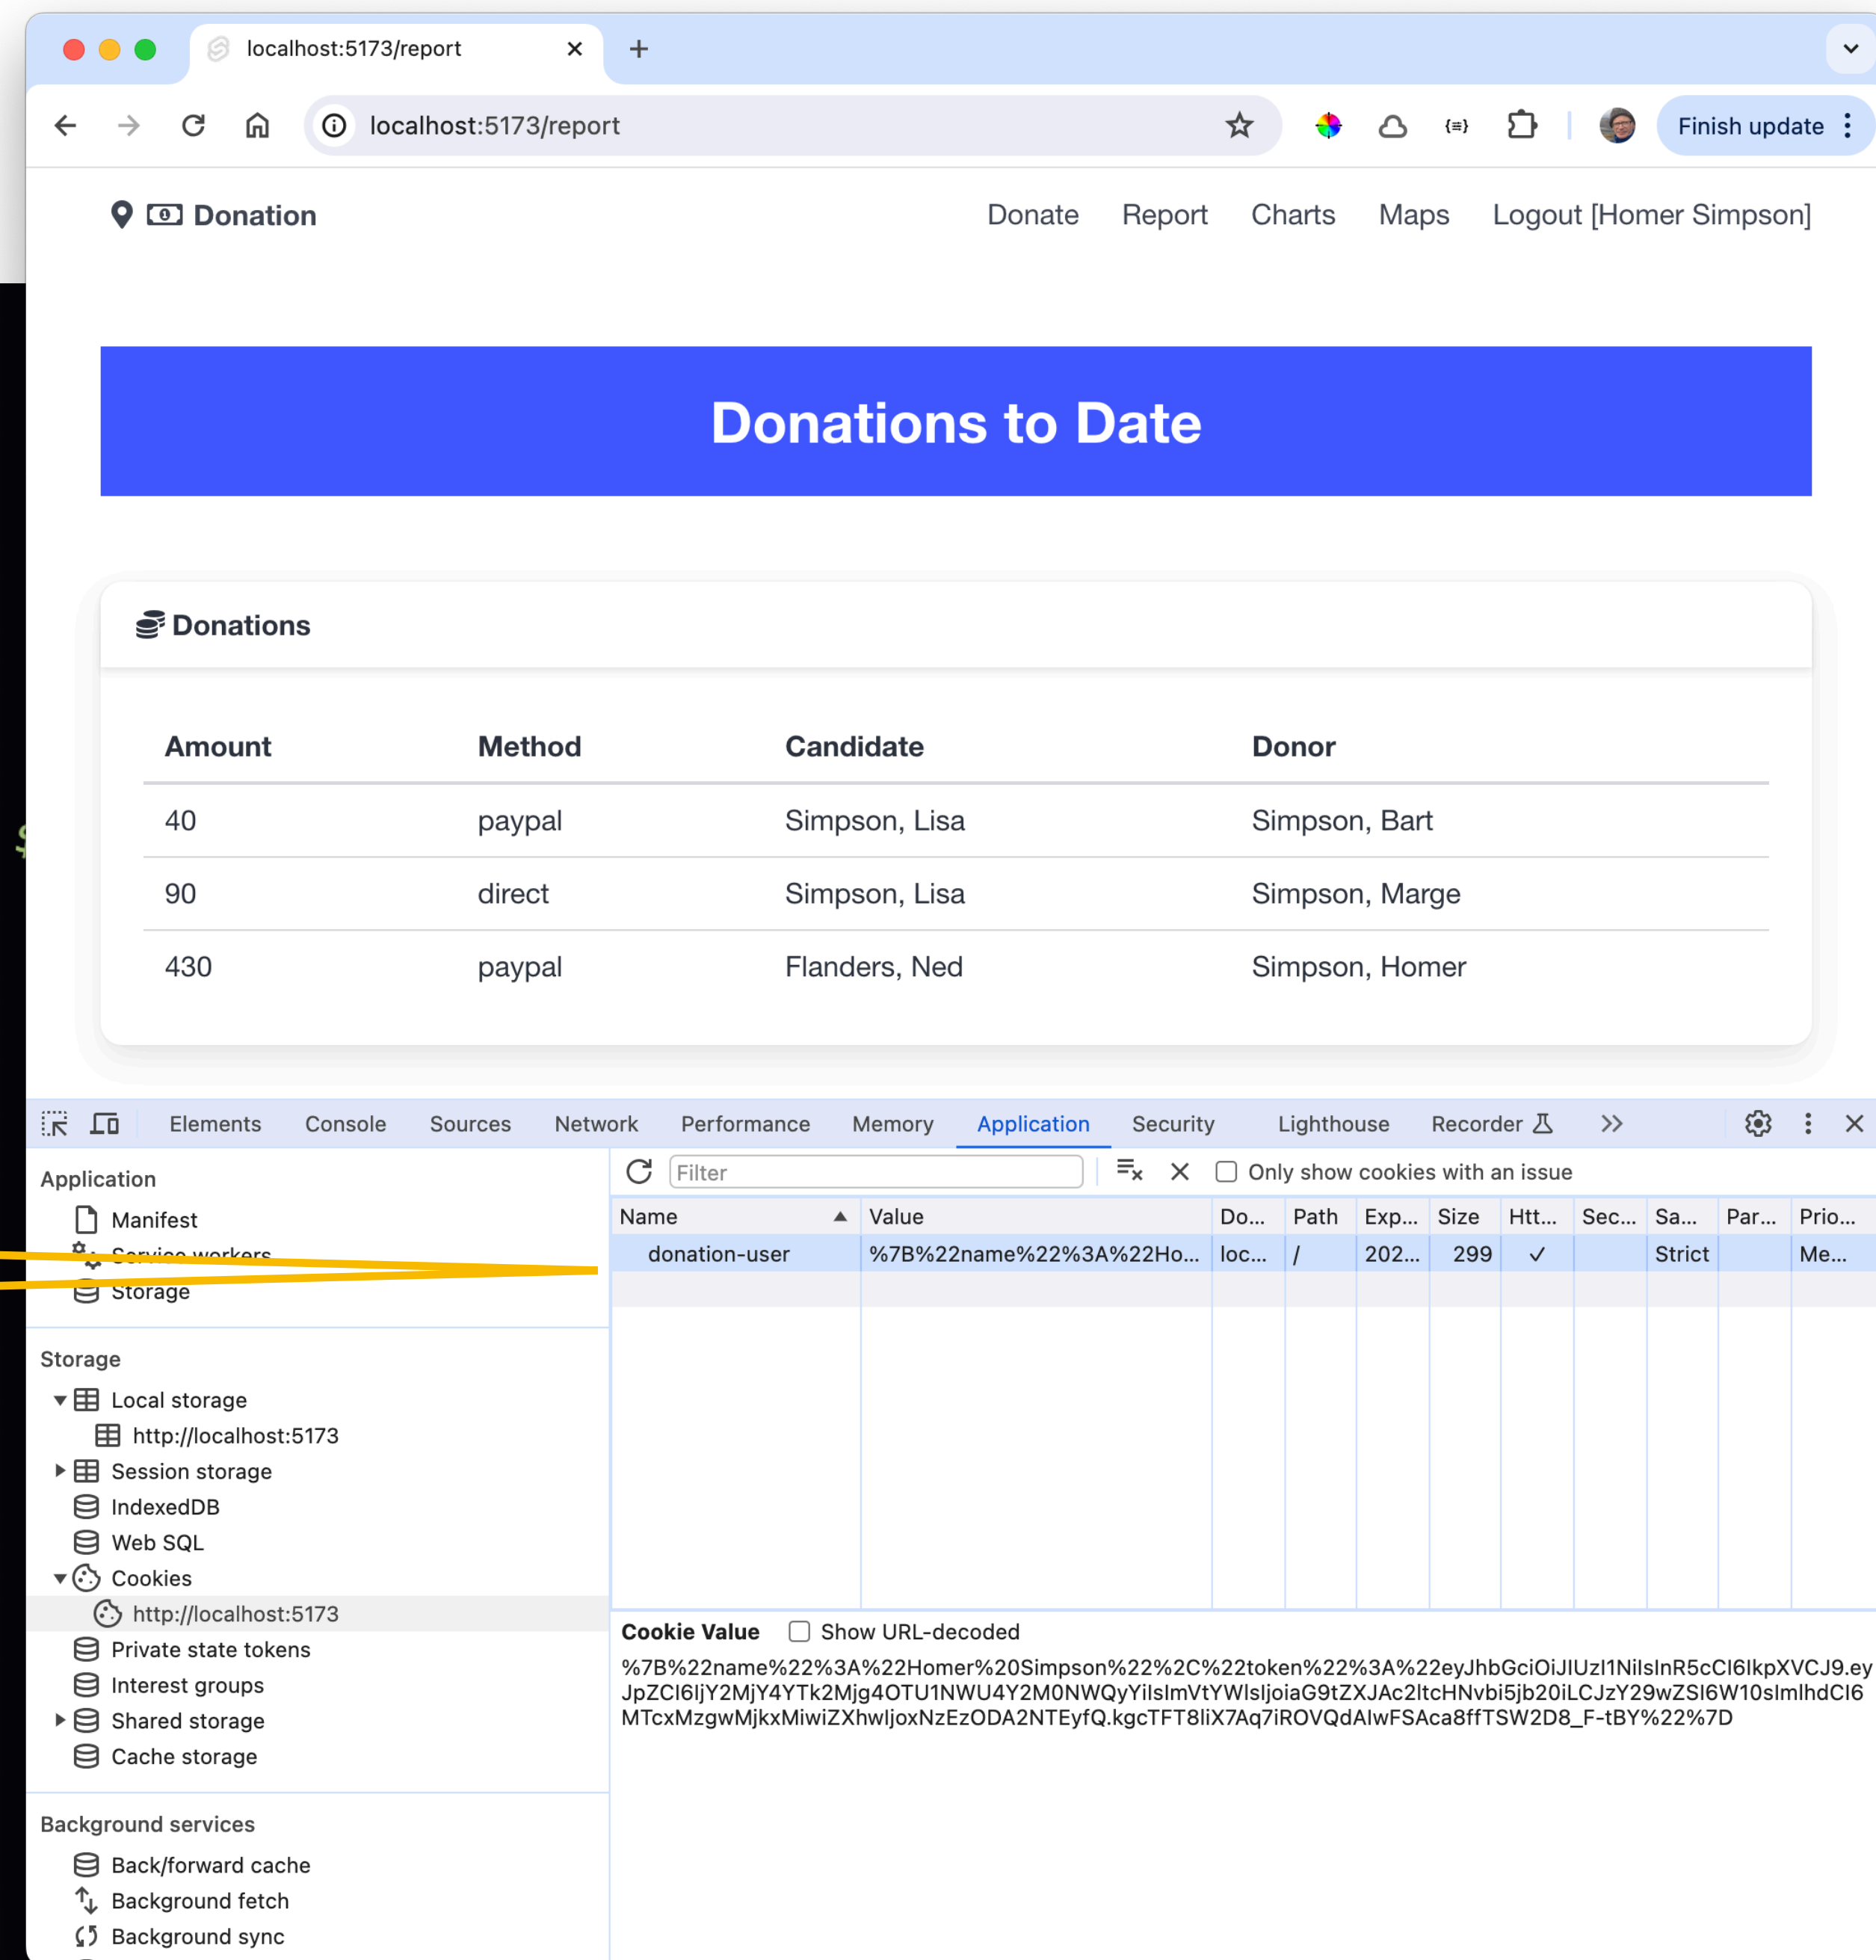 localhost:5173/report
localhost:5173/report
Finish update
Donation
Donate Report Charts Maps Logout [Homer Simpson]
Donations to Date
Donations
Amount Method Candidate Donor
40 paypal Simpson, Lisa Simpson, Bart
90 direct Simpson, Lisa Simpson, Marge
430 paypal Flanders, Ned Simpson, Homer
$
Elements Console Sources Network Performance Memory Application Security Lighthouse Recorder
Application
Manifest
Service workers
Storage
Storage
Local storage
http://localhost:5173
Session storage
IndexedDB
Web SQL
Cookies
http://localhost:5173
Private state tokens
Interest groups
Shared storage
Cache storage
Background services
Back/forward cache
Background fetch
Background sync
Filter Only show cookies with an issue
Name Value Do... Path Exp... Size Htt... Sec... Sa... Par... Prio...
donation-user %7B%22name%22%3A%22Ho... loc... / 202... 299 ✓ Strict Me...
Cookie Value Show URL-decoded
%7B%22name%22%3A%22Homer%20Simpson%22%2C%22token%22%3A%22eyJhbGciOiJIUzI1NiIsInR5cCI6IkpXVCJ9.ey
JpZCI6IjY2MjY4YTk2Mjg4OTU1NWU4Y2M0NWQyYiIsImVtYWlsIjoiaG9tZXJAc2ltcHNvbi5jb20iLCJzY29wZSI6W10sImlhdCI6
MTcxMzgwMjkxMiwiZXhwIjoxNzEzODA2NTEyfQ.kgcTFT8liX7Aq7iROVQdAIwFSAca8ffTSW2D8_F-tBY%22%7D